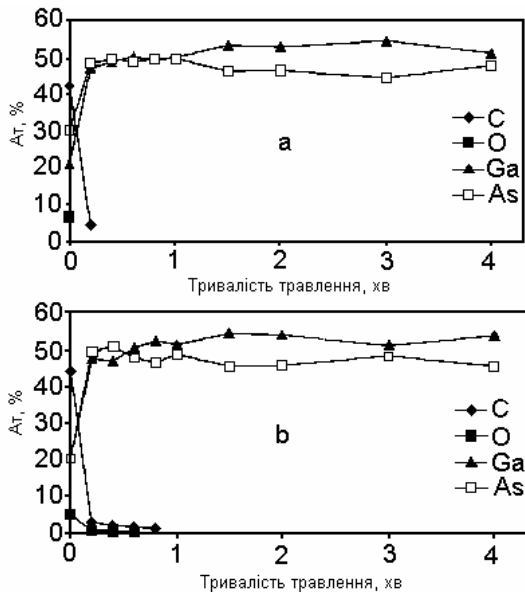 60
50
40
30
20
10
0
Ат, %
a
C
O
Ga
As
0 1 2 3 4
Тривалість травлення, хв
60
50
40
30
20
10
0
Ат, %
b
C
O
Ga
As
0 1 2 3 4
Тривалість травлення, хв